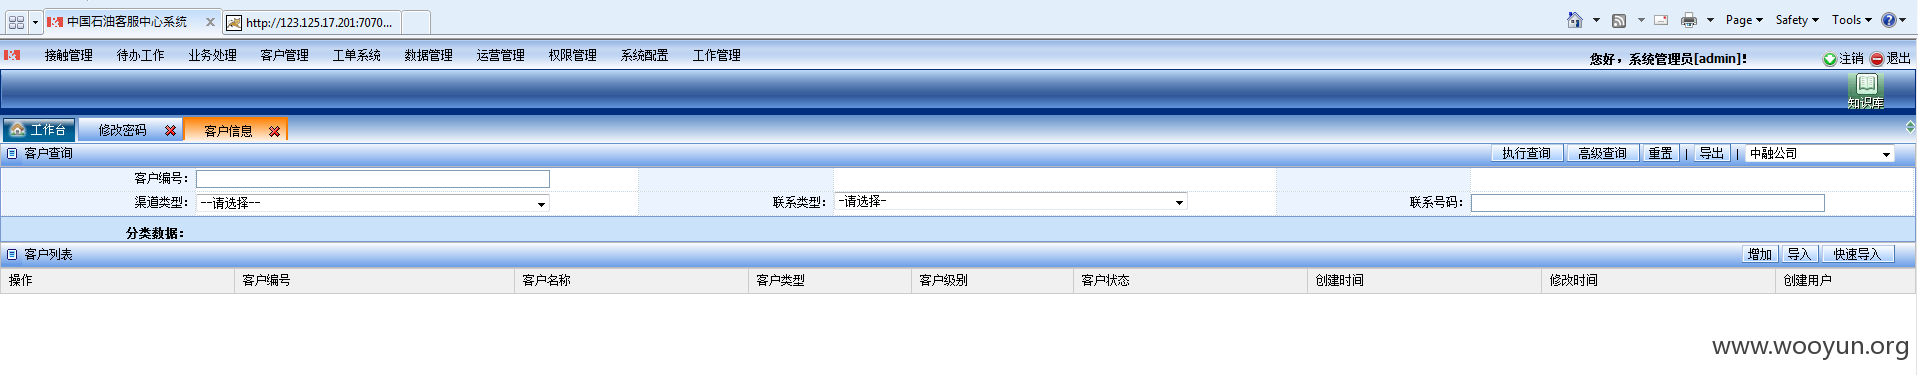 中国石油客服中心系统 http://123.125.17.201:7070... Page Safety Tools
接触管理 待办工作 业务处理 客户管理 工单系统 数据管理 运营管理 权限管理 系统配置 工作管理 您好，系统管理员[admin]! 注销 退出
知识库
工作台 修改密码 客户信息
客户查询 执行查询 高级查询 重置 | 导出 | 中融公司
客户编号：
渠道类型： --请选择-- 联系类型： -请选择- 联系号码：
分类数据：
客户列表 增加 导入 快速导入
操作 客户编号 客户名称 客户类型 客户级别 客户状态 创建时间 修改时间 创建用户
www.wooyun.org